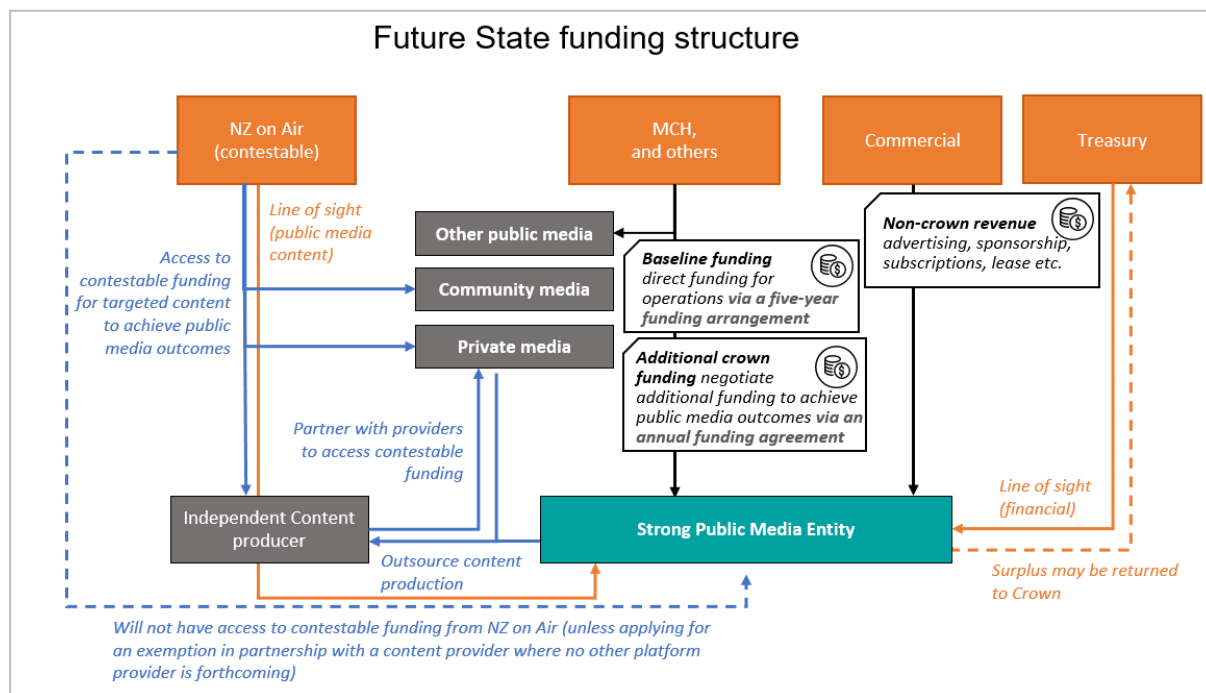 Future State funding structure
NZ on Air
(contestable)
MCH,
and others
Commercial
Treasury
Line of sight
(public media
content)
Access to
contestable funding
for targeted content
to achieve public
media outcomes
Other public media
Community media
Private media
Baseline funding
direct funding for
operations via a five-year
funding arrangement
Non-crown revenue
advertising, sponsorship,
subscriptions, lease etc.
Additional crown
funding negotiate
additional funding to achieve
public media outcomes via an
annual funding agreement
Partner with providers
to access contestable
funding
Independent Content
producer
Strong Public Media Entity
Line of sight
(financial)
Outsource content
production
Surplus may be returned
to Crown
Will not have access to contestable funding from NZ on Air (unless applying for
an exemption in partnership with a content provider where no other platform
provider is forthcoming)